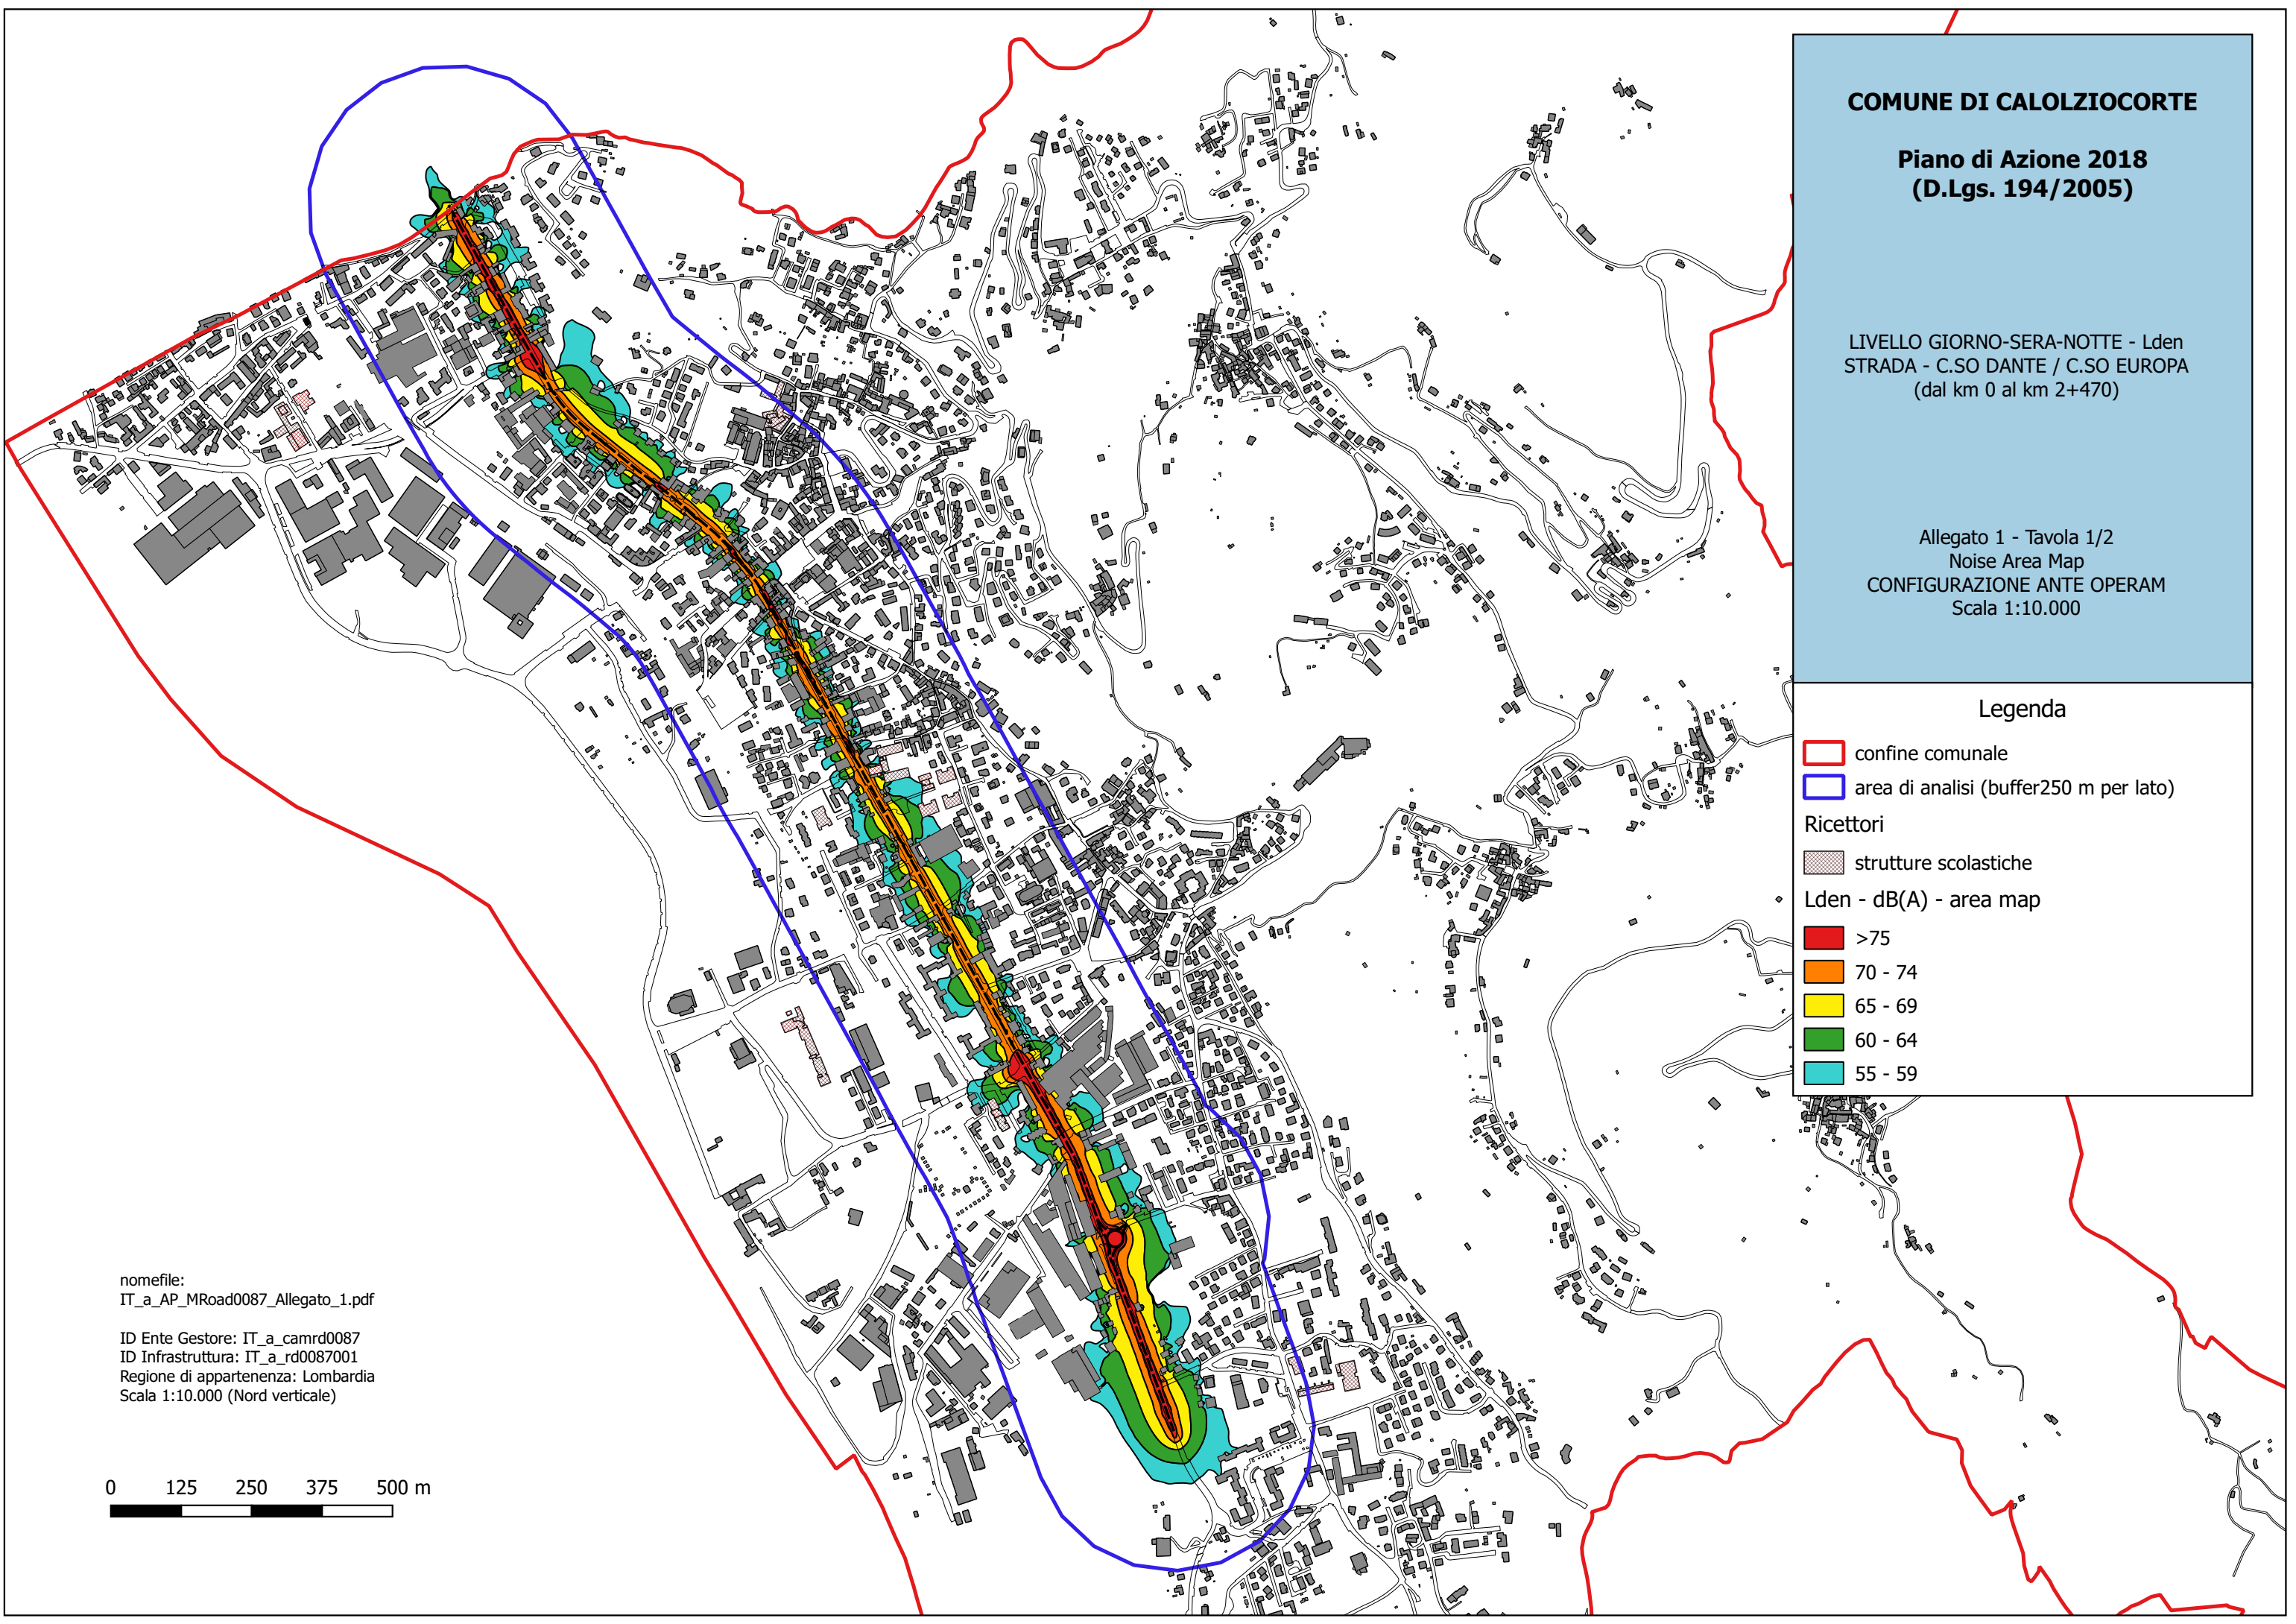 COMUNE DI CALOLZIOCORTE
Piano di Azione 2018
(D.Lgs. 194/2005)
LIVELLO GIORNO-SERA-NOTTE - Lden
STRADA - C.SO DANTE / C.SO EUROPA
(dal km 0 al km 2+470)
Allegato 1 - Tavola 1/2
Noise Area Map
CONFIGURAZIONE ANTE OPERAM
Scala 1:10.000
Legenda
confine comunale
area di analisi (buffer250 m per lato)
Ricettori
strutture scolastiche
Lden - dB(A) - area map
>75
70 - 74
65 - 69
60 - 64
55 - 59
nomefile:
IT_a_AP_MRoad0087_Allegato_1.pdf
ID Ente Gestore: IT_a_camrd0087
ID Infrastruttura: IT_a_rd0087001
Regione di appartenenza: Lombardia
Scala 1:10.000 (Nord verticale)
0 125 250 375 500 m